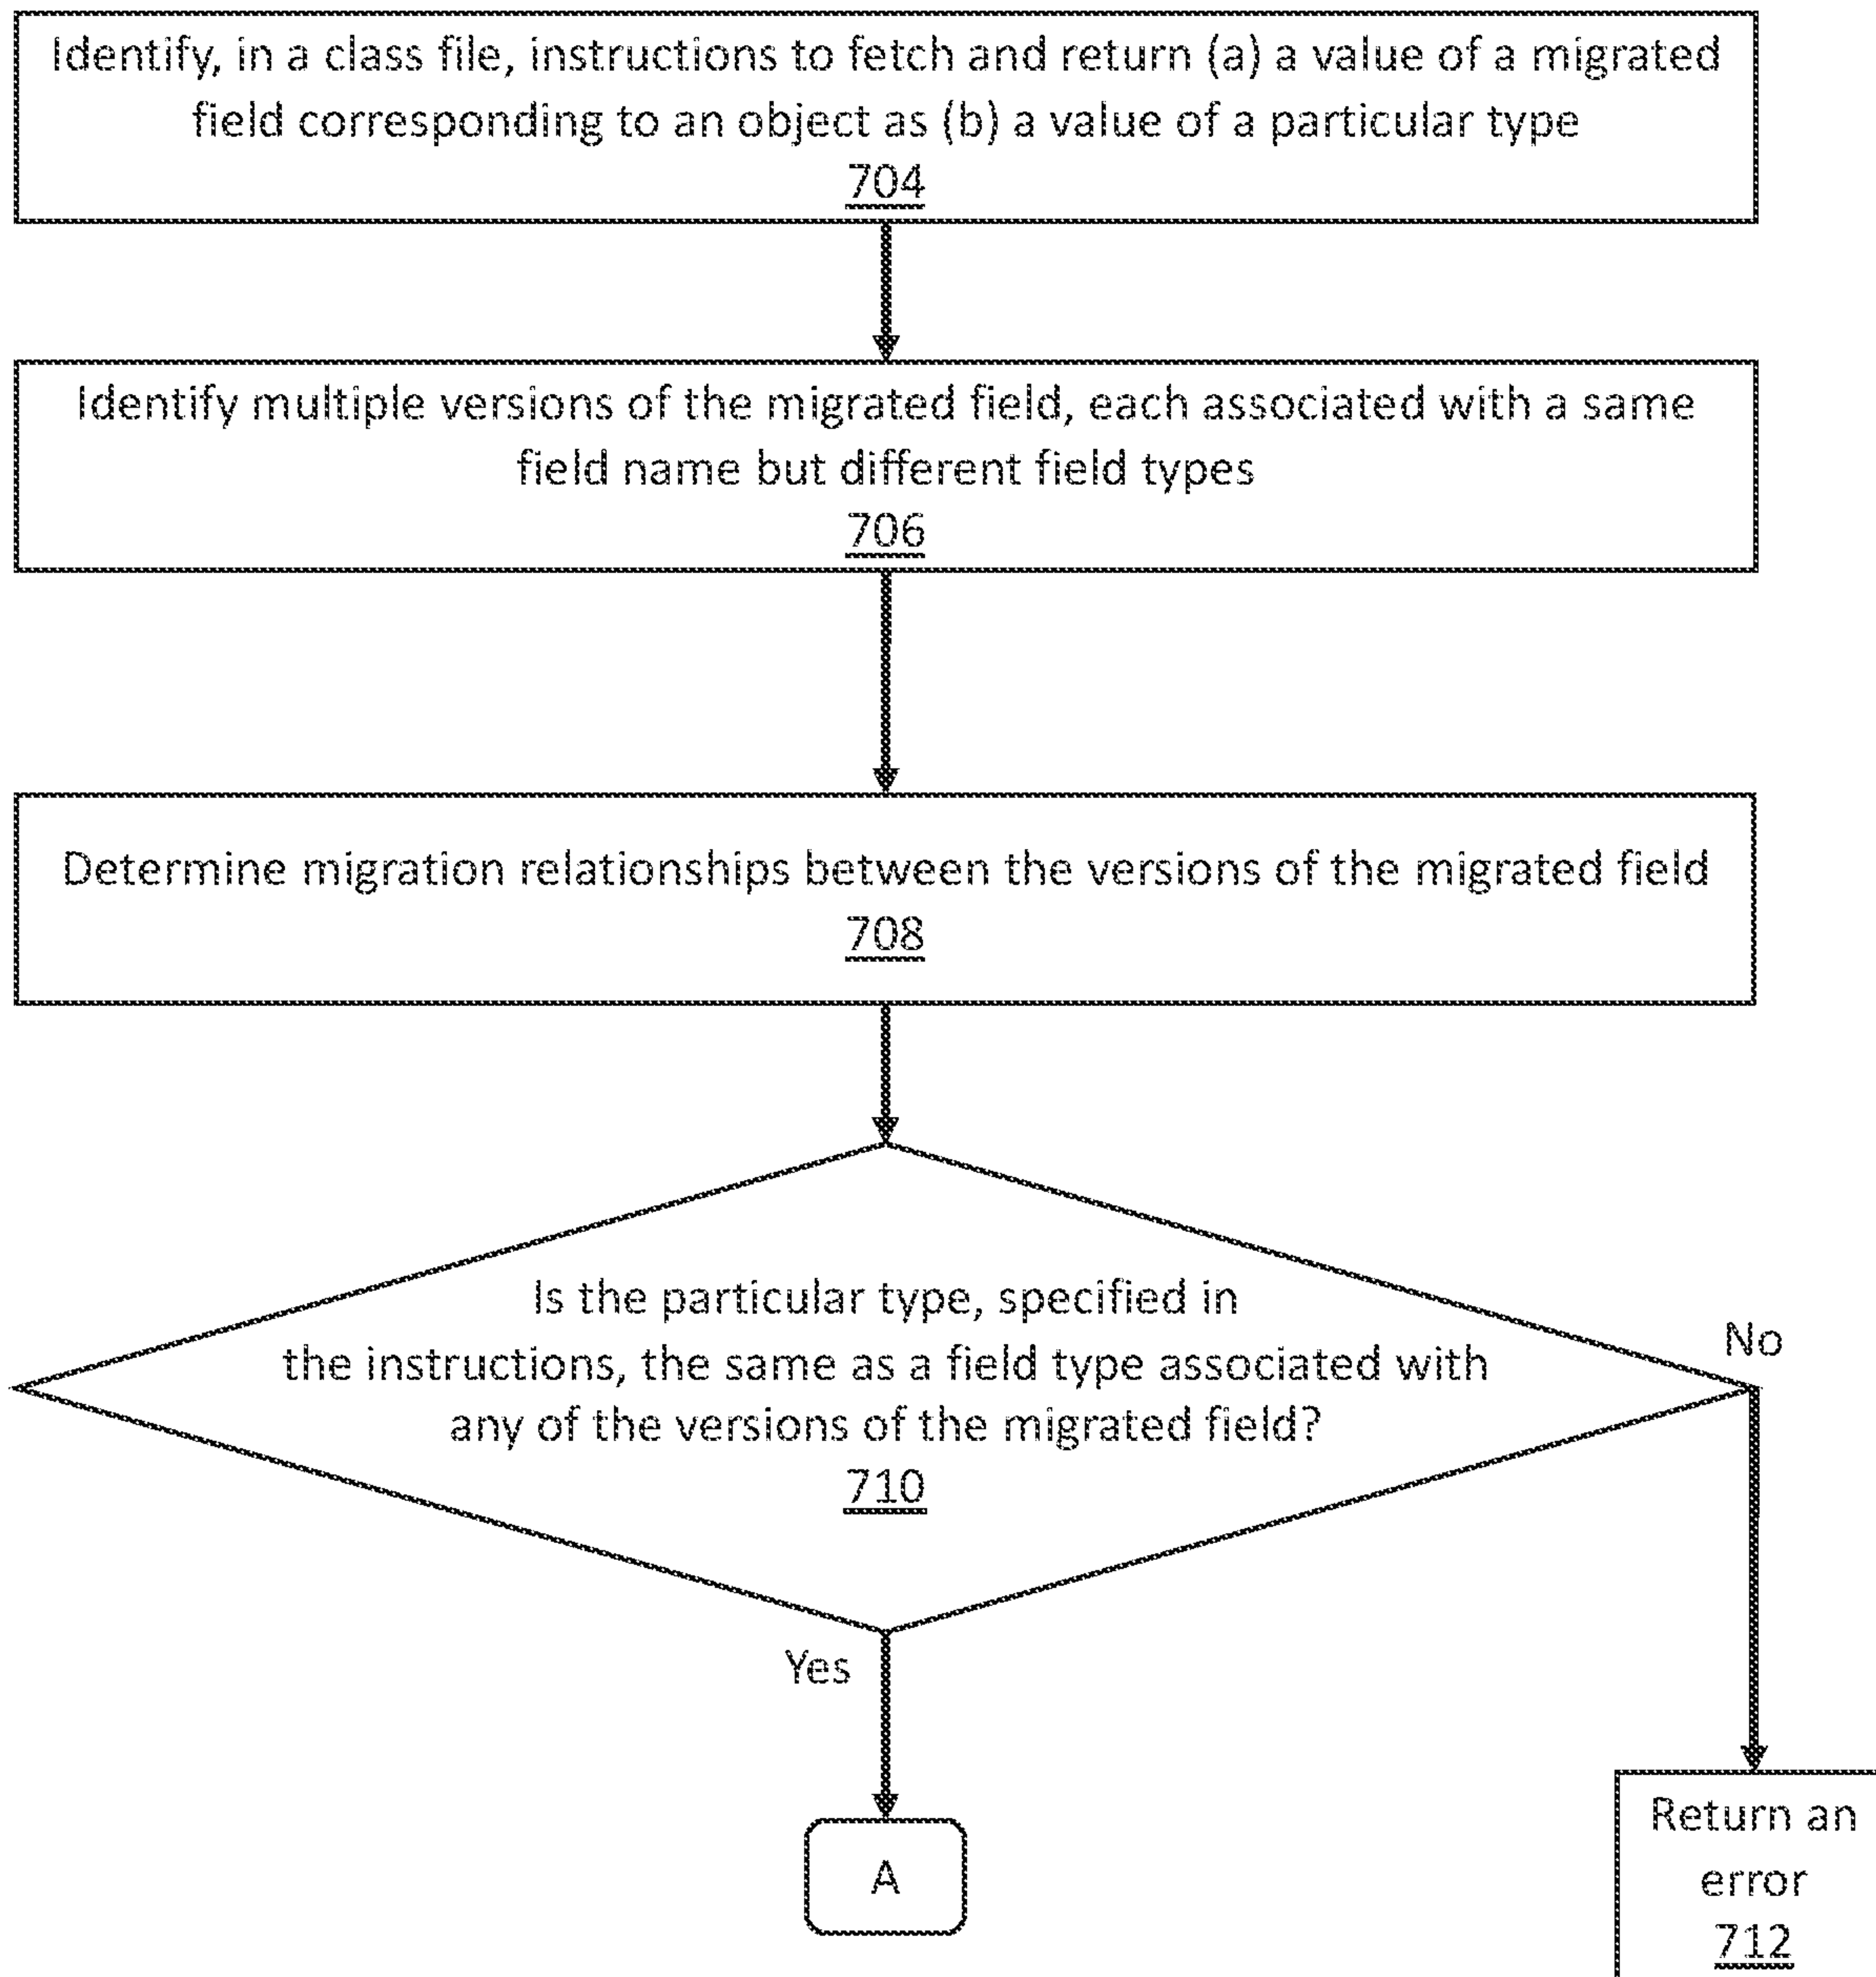 Identify, in a class file, instructions to fetch and return (a) a value of a migrated
field corresponding to an object as (b) a value of a particular type
704
Identify multiple versions of the migrated field, each associated with a same
field name but different field types
706
Determine migration relationships between the versions of the migrated field
708
Is the particular type, specified in
the instructions, the same as a field type associated with
any of the versions of the migrated field?
710
No
Yes
A
Return an
error
712